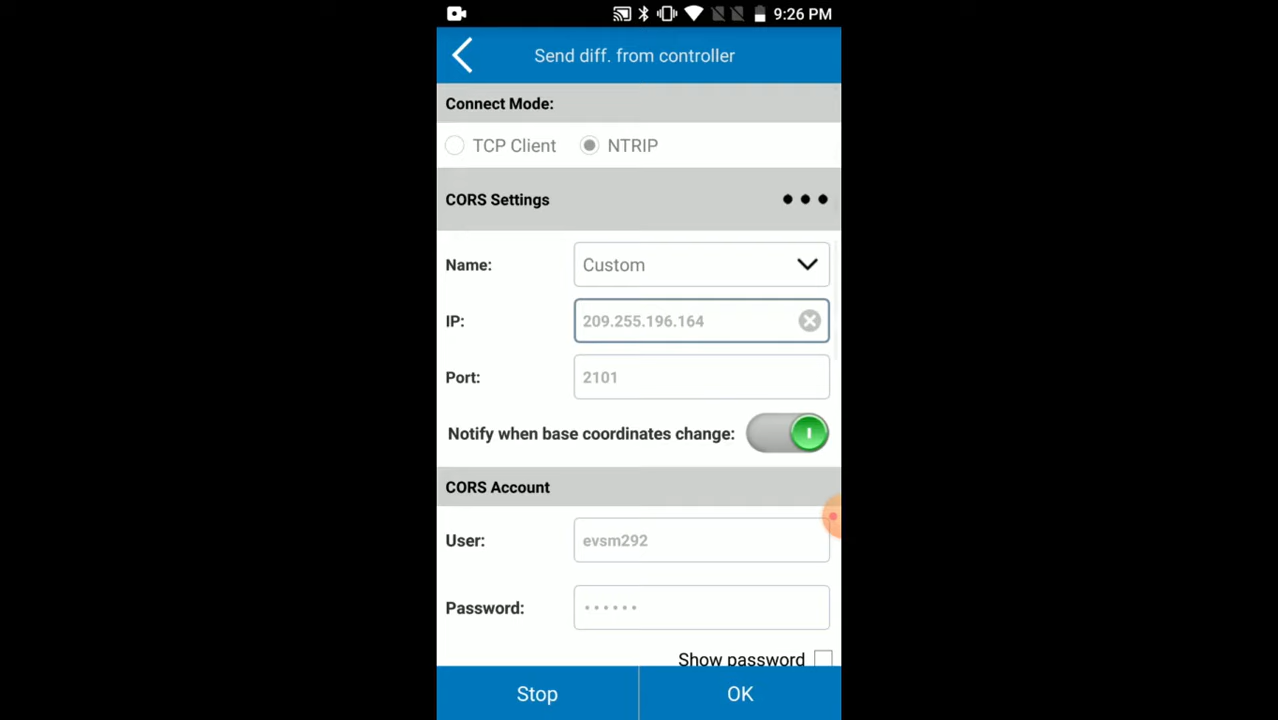 9:26 PM
Send diff. from controller
Connect Mode:
TCP Client NTRIP
CORS Settings
Name: Custom
IP: 209.255.196.164
Port: 2101
Notify when base coordinates change:
CORS Account
User: evsm292
Password: ••••••
Show password
Stop OK